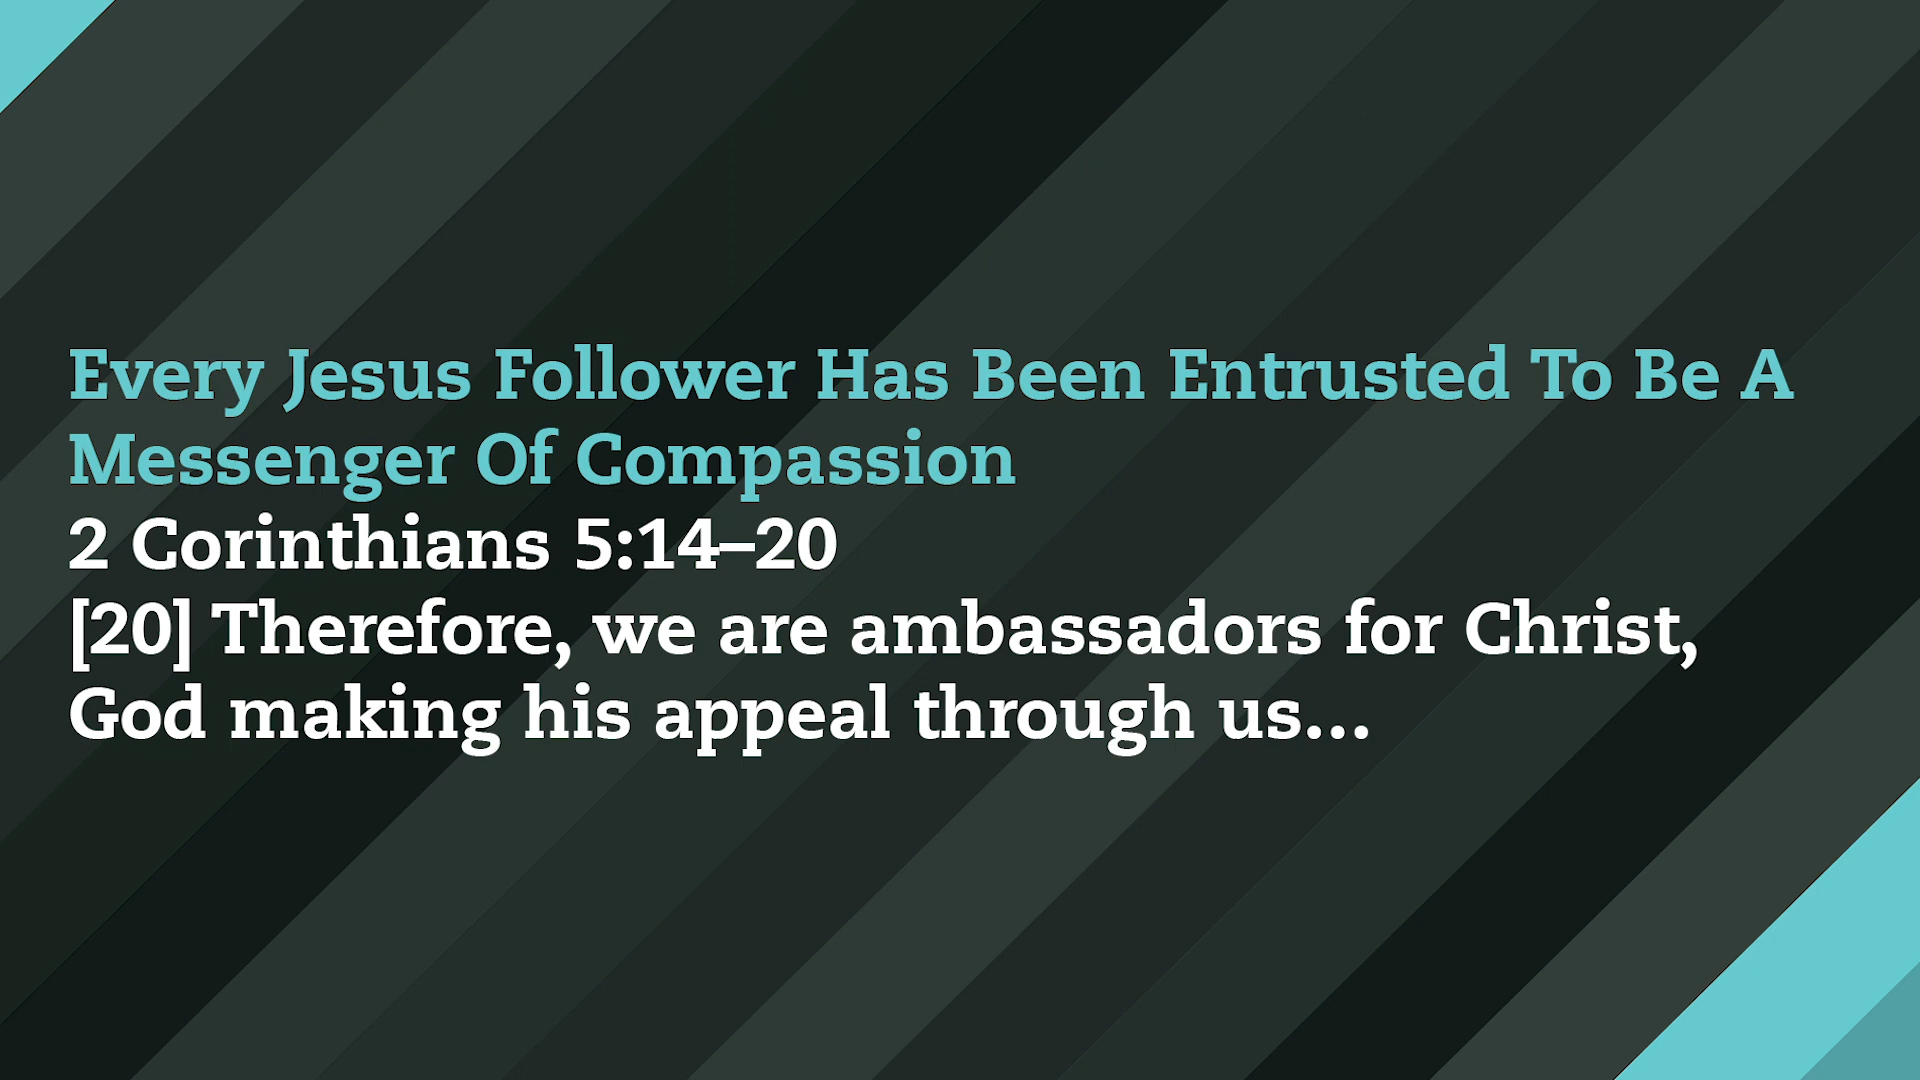 Every Jesus Follower Has Been Entrusted To Be A
Messenger Of Compassion
2 Corinthians 5:14–20
[20] Therefore, we are ambassadors for Christ,
God making his appeal through us…